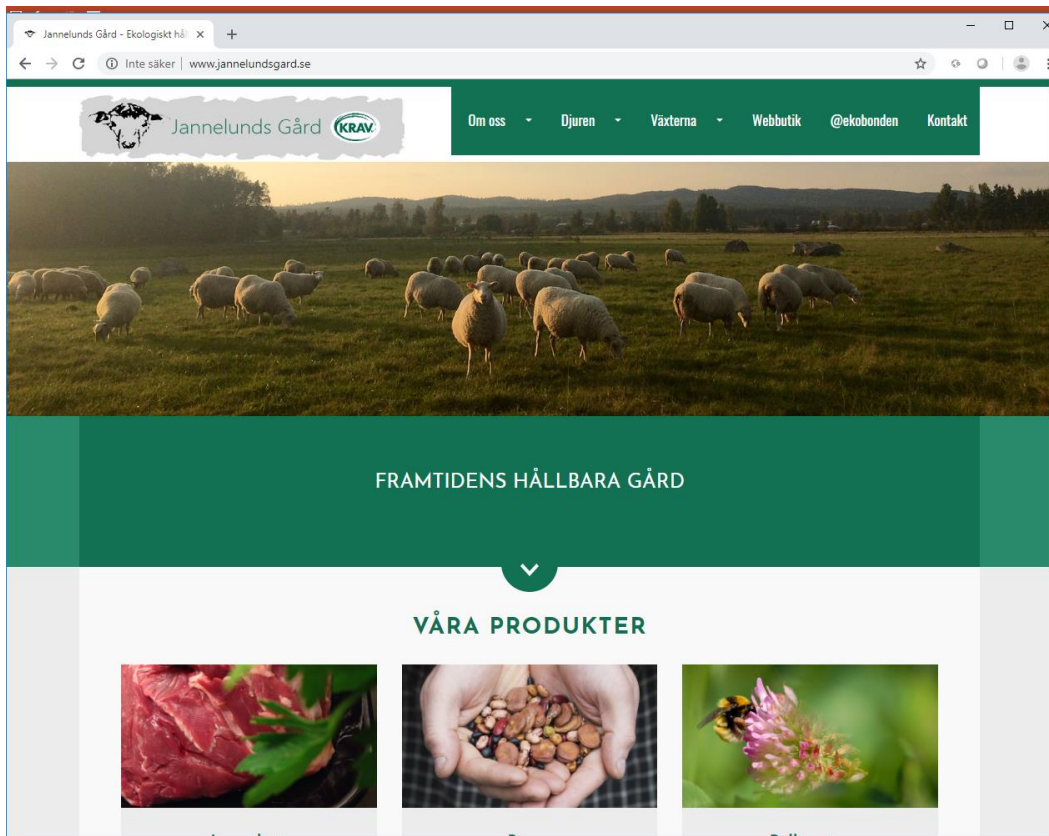 Jannelunds Gård - Ekologiskt hål
Inte säker | www.jannelundsgard.se
Jannelunds Gård KRAV
Om oss Djuren Växterna Webbutik @ekobonden Kontakt
FRAMTIDENS HÅLLBARA GÅRD
VÅRA PRODUKTER